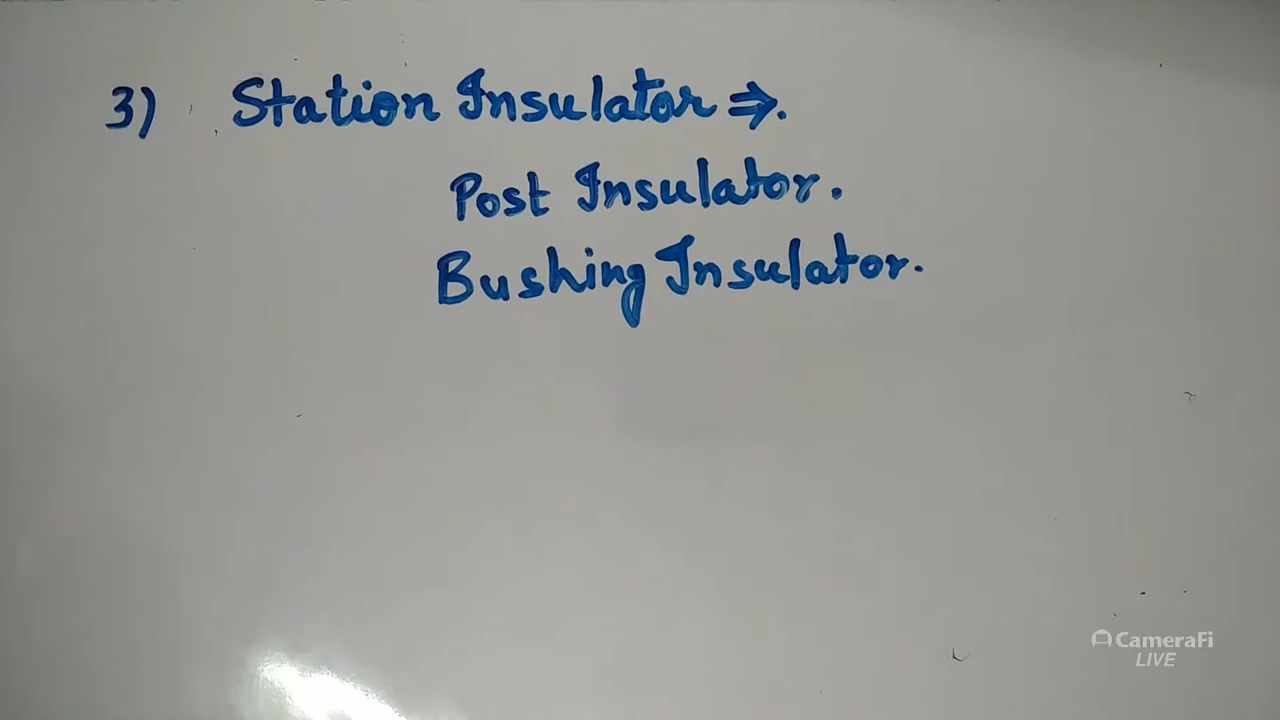 3) Station Insulator ⇒.
Post Insulator.
Bushing Insulator.
CameraFi
LIVE